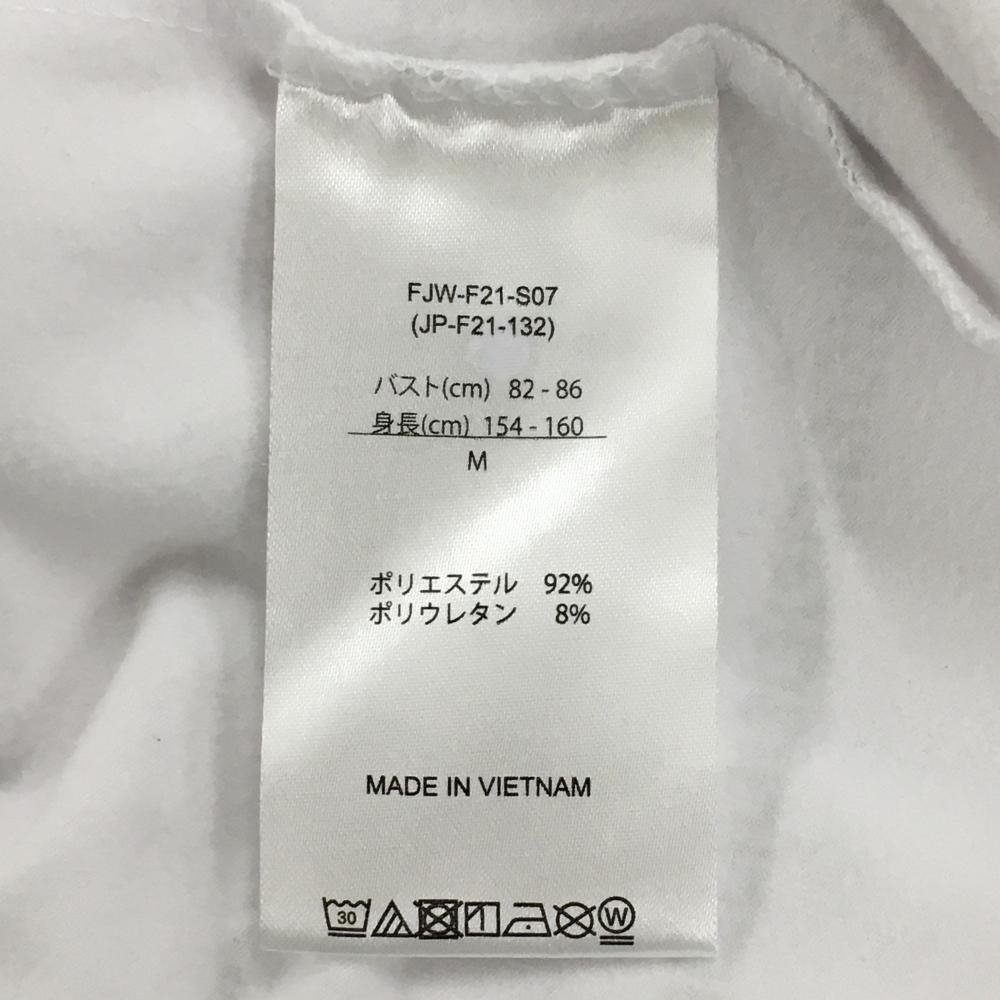 FJW-F21-S07
(JP-F21-132)
バスト(cm) 82 - 86
身長(cm) 154 - 160
M
ポリエステル 92%
ポリウレタン 8%
MADE IN VIETNAM
30 W